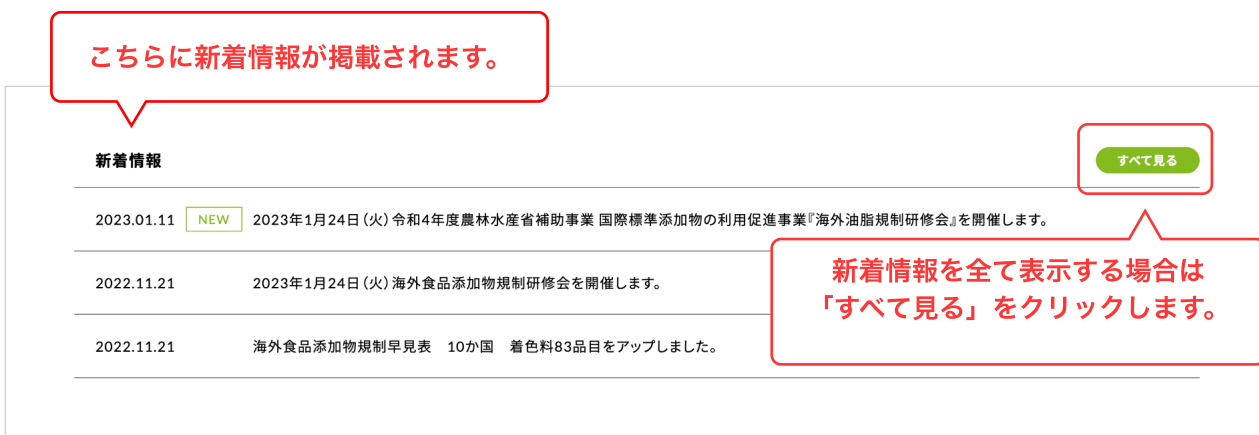 こちらに新着情報が掲載されます。
新着情報
すべて見る
2023.01.11 NEW 2023年1月24日(火)令和4年度農林水産省補助事業 国際標準添加物の利用促進事業『海外油脂規制研修会』を開催します。
新着情報を全て表示する場合は
「すべて見る」をクリックします。
2022.11.21 2023年1月24日(火)海外食品添加物規制研修会を開催します。
2022.11.21 海外食品添加物規制早見表　10か国　着色料83品目をアップしました。